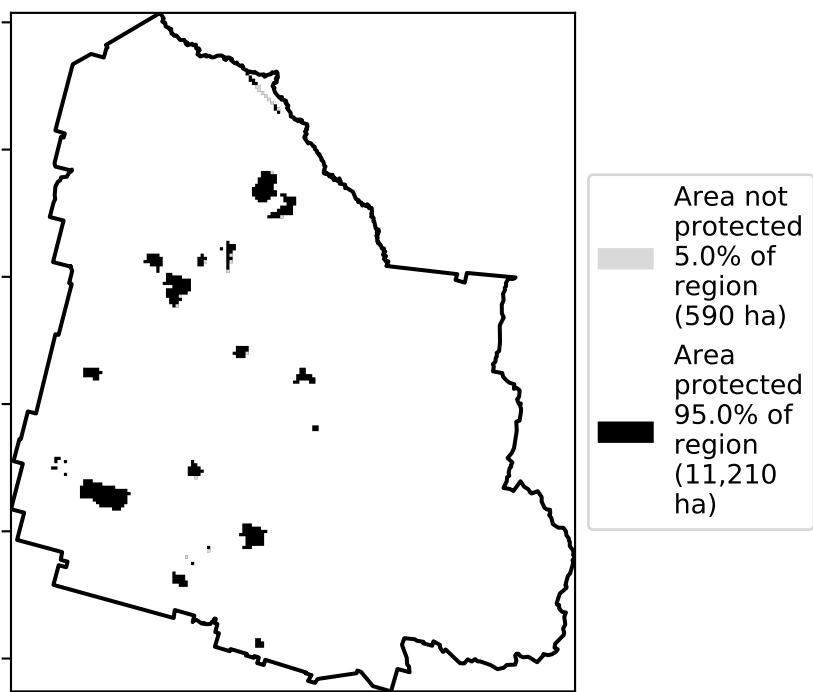 Area not
protected
5.0% of
region
(590 ha)
Area
protected
95.0% of
region
(11,210
ha)